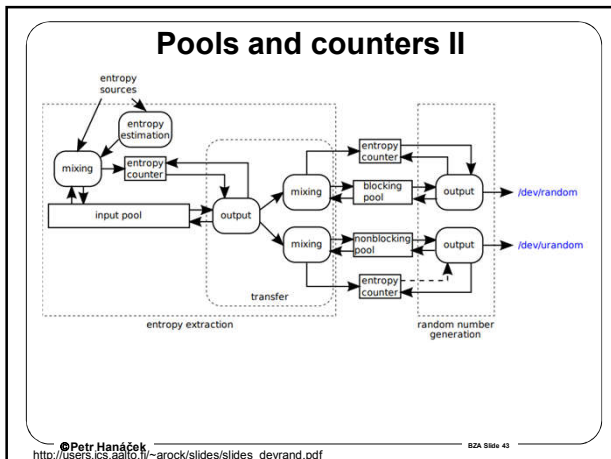 Pools and counters II
entropy
sources
entropy
estimation
mixing
entropy
counter
input pool
output
mixing
mixing
transfer
entropy extraction
entropy
counter
blocking
pool
nonblocking
pool
entropy
counter
output
output
random number
generation
/dev/random
/dev/urandom
©Petr Hanáček
BZA Slide 43
http://users.ics.aalto.fi/~arock/slides/slides_devrand.pdf